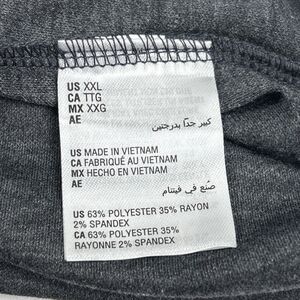 US XXL
CA TTG
MX XXG
AE
كبير جدًا بدرجتين
US MADE IN VIETNAM
CA FABRIQUÉ AU VIETNAM
MX HECHO EN VIETNAM
AE
صُنع في فيتنام
US 63% POLYESTER 35% RAYON
2% SPANDEX
CA 63% POLYESTER 35%
RAYONNE 2% SPANDEX